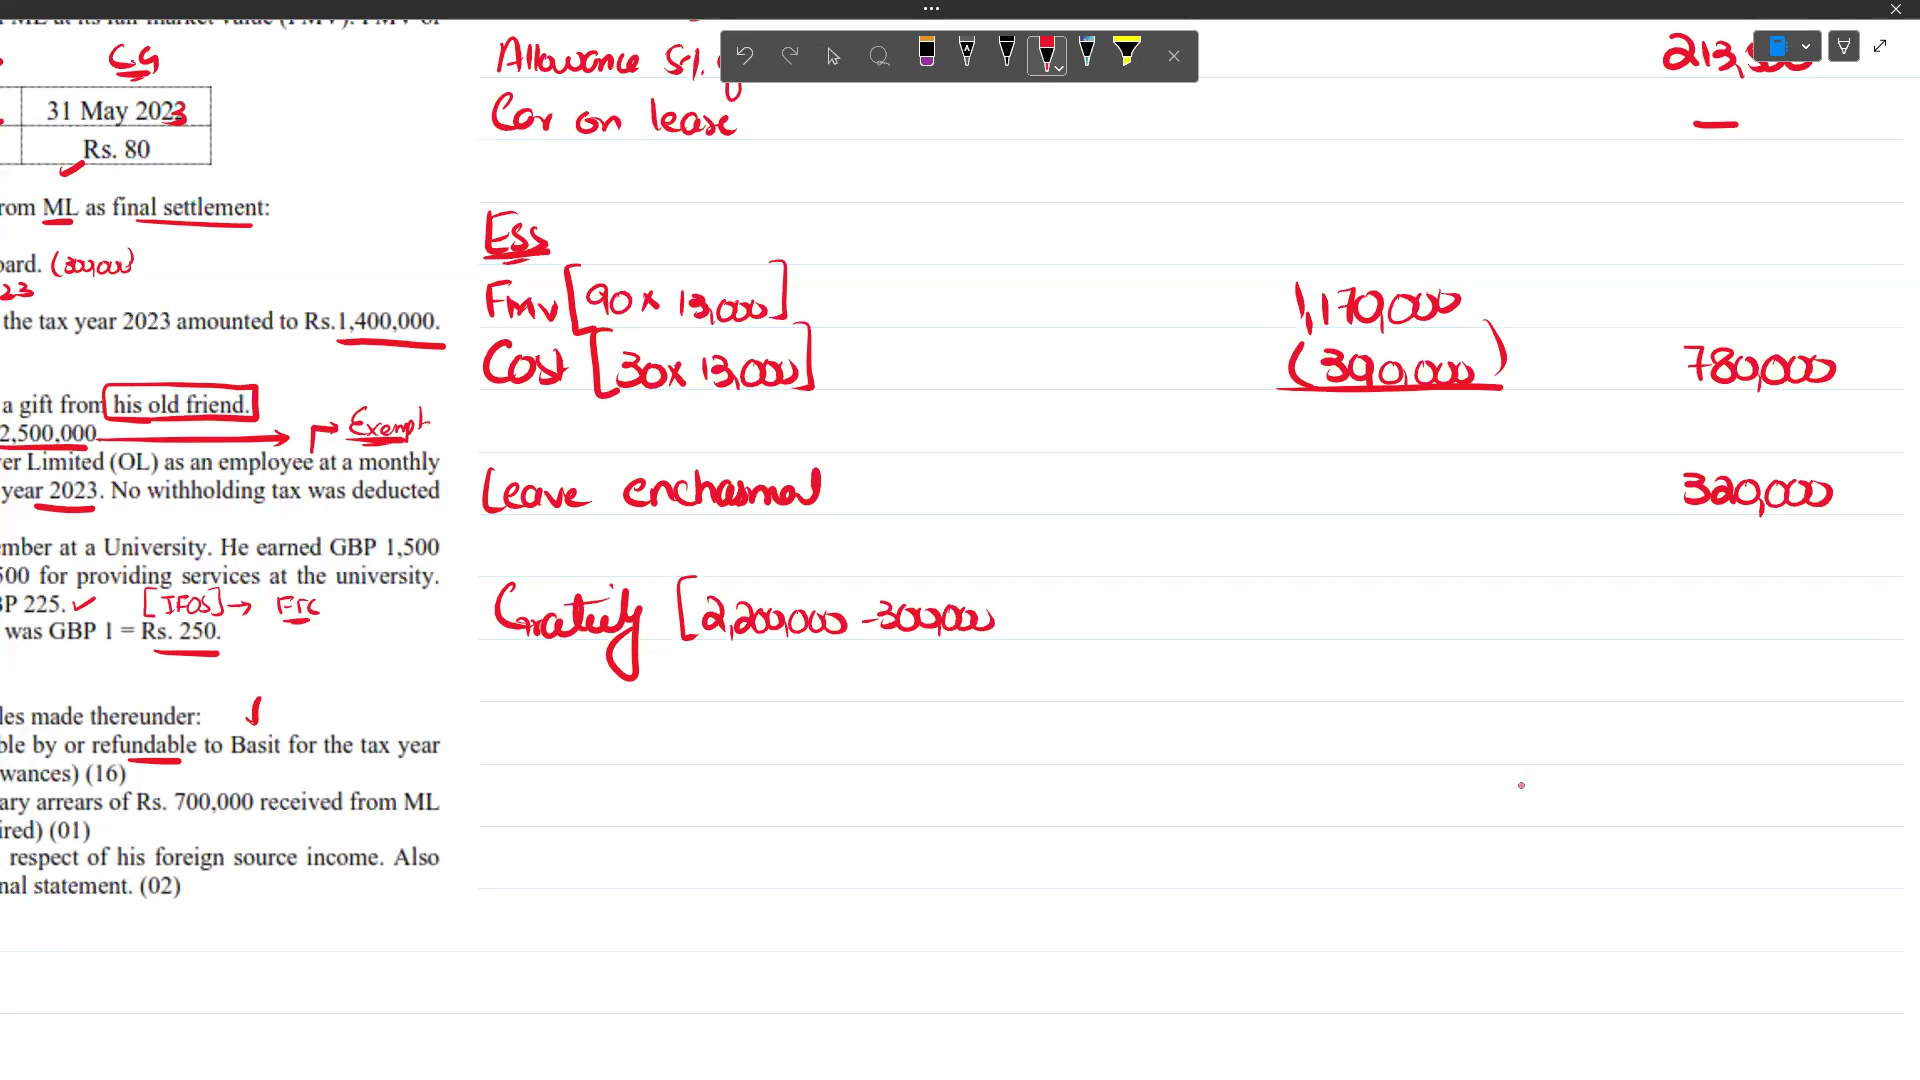 CG
31 May 2023
Rs. 80
rom ML as final settlement:
oard. (300,000)
23
the tax year 2023 amounted to Rs.1,400,000.
a gift from his old friend.
2,500,000 Exempt
er Limited (OL) as an employee at a monthly
year 2023. No withholding tax was deducted
mber at a University. He earned GBP 1,500
500 for providing services at the university.
P 225. [IFOS] → FTC
was GBP 1 = Rs. 250.
les made thereunder:
ble by or refundable to Basit for the tax year
wances) (16)
ary arrears of Rs. 700,000 received from ML
ired) (01)
respect of his foreign source income. Also
nal statement. (02)
Allowance
Car on lease —
ESS
FMV [90 x 13,000] 1,170,000
Cost [30 x 13,000] (390,000) 780,000
Leave enchasmal 320,000
Gratuity [2,200,000 - 300,000